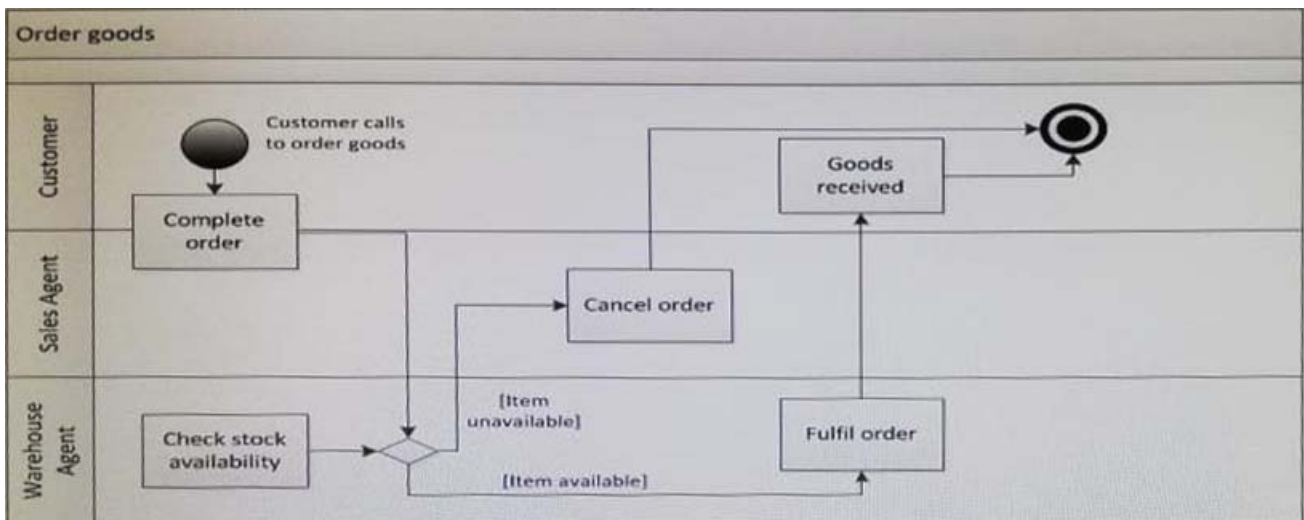 Order goods
Customer
Customer calls
to order goods
Complete
order
Goods
received
Sales Agent
Cancel order
Warehouse
Agent
Check stock
availability
[Item
unavailable]
[Item available]
Fulfil order